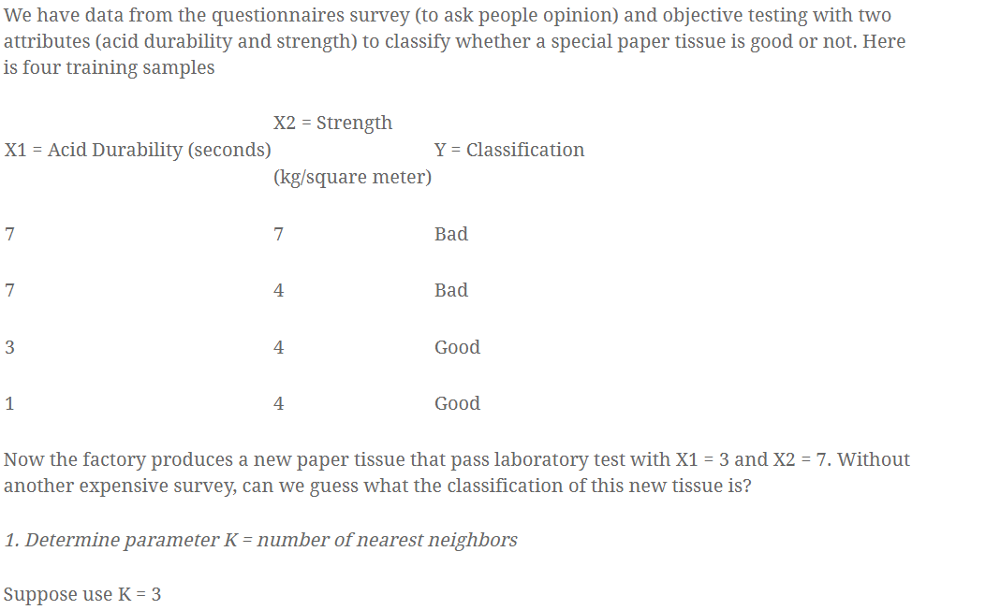 We have data from the questionnaires survey (to ask people opinion) and objective testing with two
attributes (acid durability and strength) to classify whether a special paper tissue is good or not. Here
is four training samples
X2 = Strength
X1 = Acid Durability (seconds)
Y = Classification
(kg/square meter)
7 7 Bad
7 4 Bad
3 4 Good
1 4 Good
Now the factory produces a new paper tissue that pass laboratory test with X1 = 3 and X2 = 7. Without
another expensive survey, can we guess what the classification of this new tissue is?
1. Determine parameter K = number of nearest neighbors
Suppose use K = 3